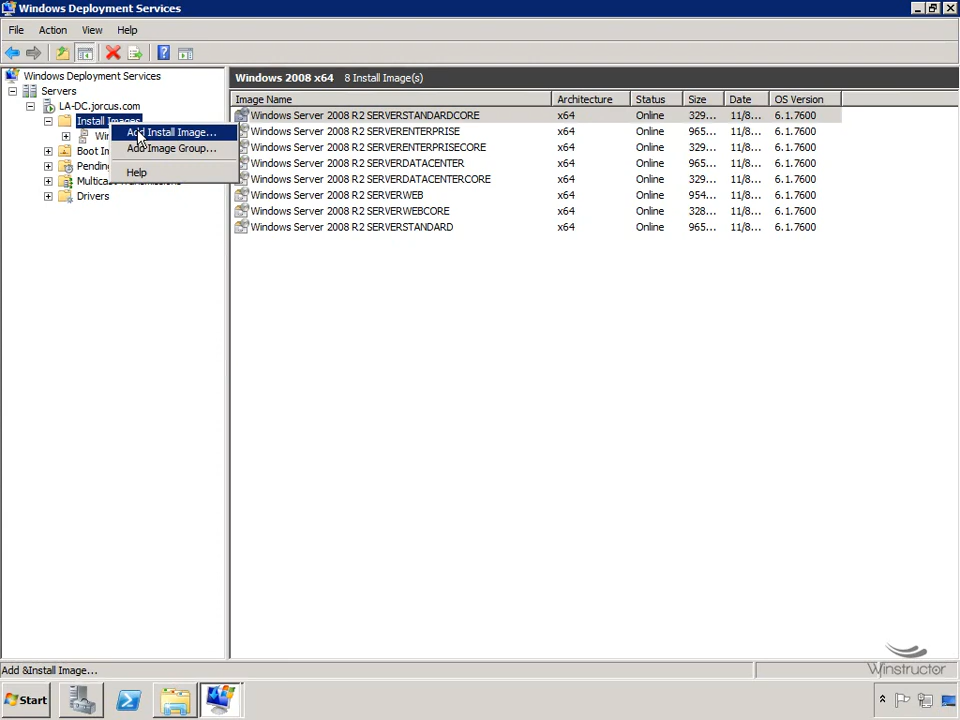 Windows Deployment Services
File Action View Help
Windows Deployment Services
Servers
LA-DC.jorcus.com
Install Images
Win
Boot Im
Pending
Multicast Transmissions
Drivers
Add Install Image...
Add Image Group...
Help
Windows 2008 x64 8 Install Image(s)
Image Name Architecture Status Size Date OS Version
Windows Server 2008 R2 SERVERSTANDARDCORE x64 Online 329... 11/8... 6.1.7600
Windows Server 2008 R2 SERVERENTERPRISE x64 Online 965... 11/8... 6.1.7600
Windows Server 2008 R2 SERVERENTERPRISECORE x64 Online 329... 11/8... 6.1.7600
Windows Server 2008 R2 SERVERDATACENTER x64 Online 965... 11/8... 6.1.7600
Windows Server 2008 R2 SERVERDATACENTERCORE x64 Online 329... 11/8... 6.1.7600
Windows Server 2008 R2 SERVERWEB x64 Online 954... 11/8... 6.1.7600
Windows Server 2008 R2 SERVERWEBCORE x64 Online 328... 11/8... 6.1.7600
Windows Server 2008 R2 SERVERSTANDARD x64 Online 965... 11/8... 6.1.7600
Winstructor
Add &Install Image...
Start